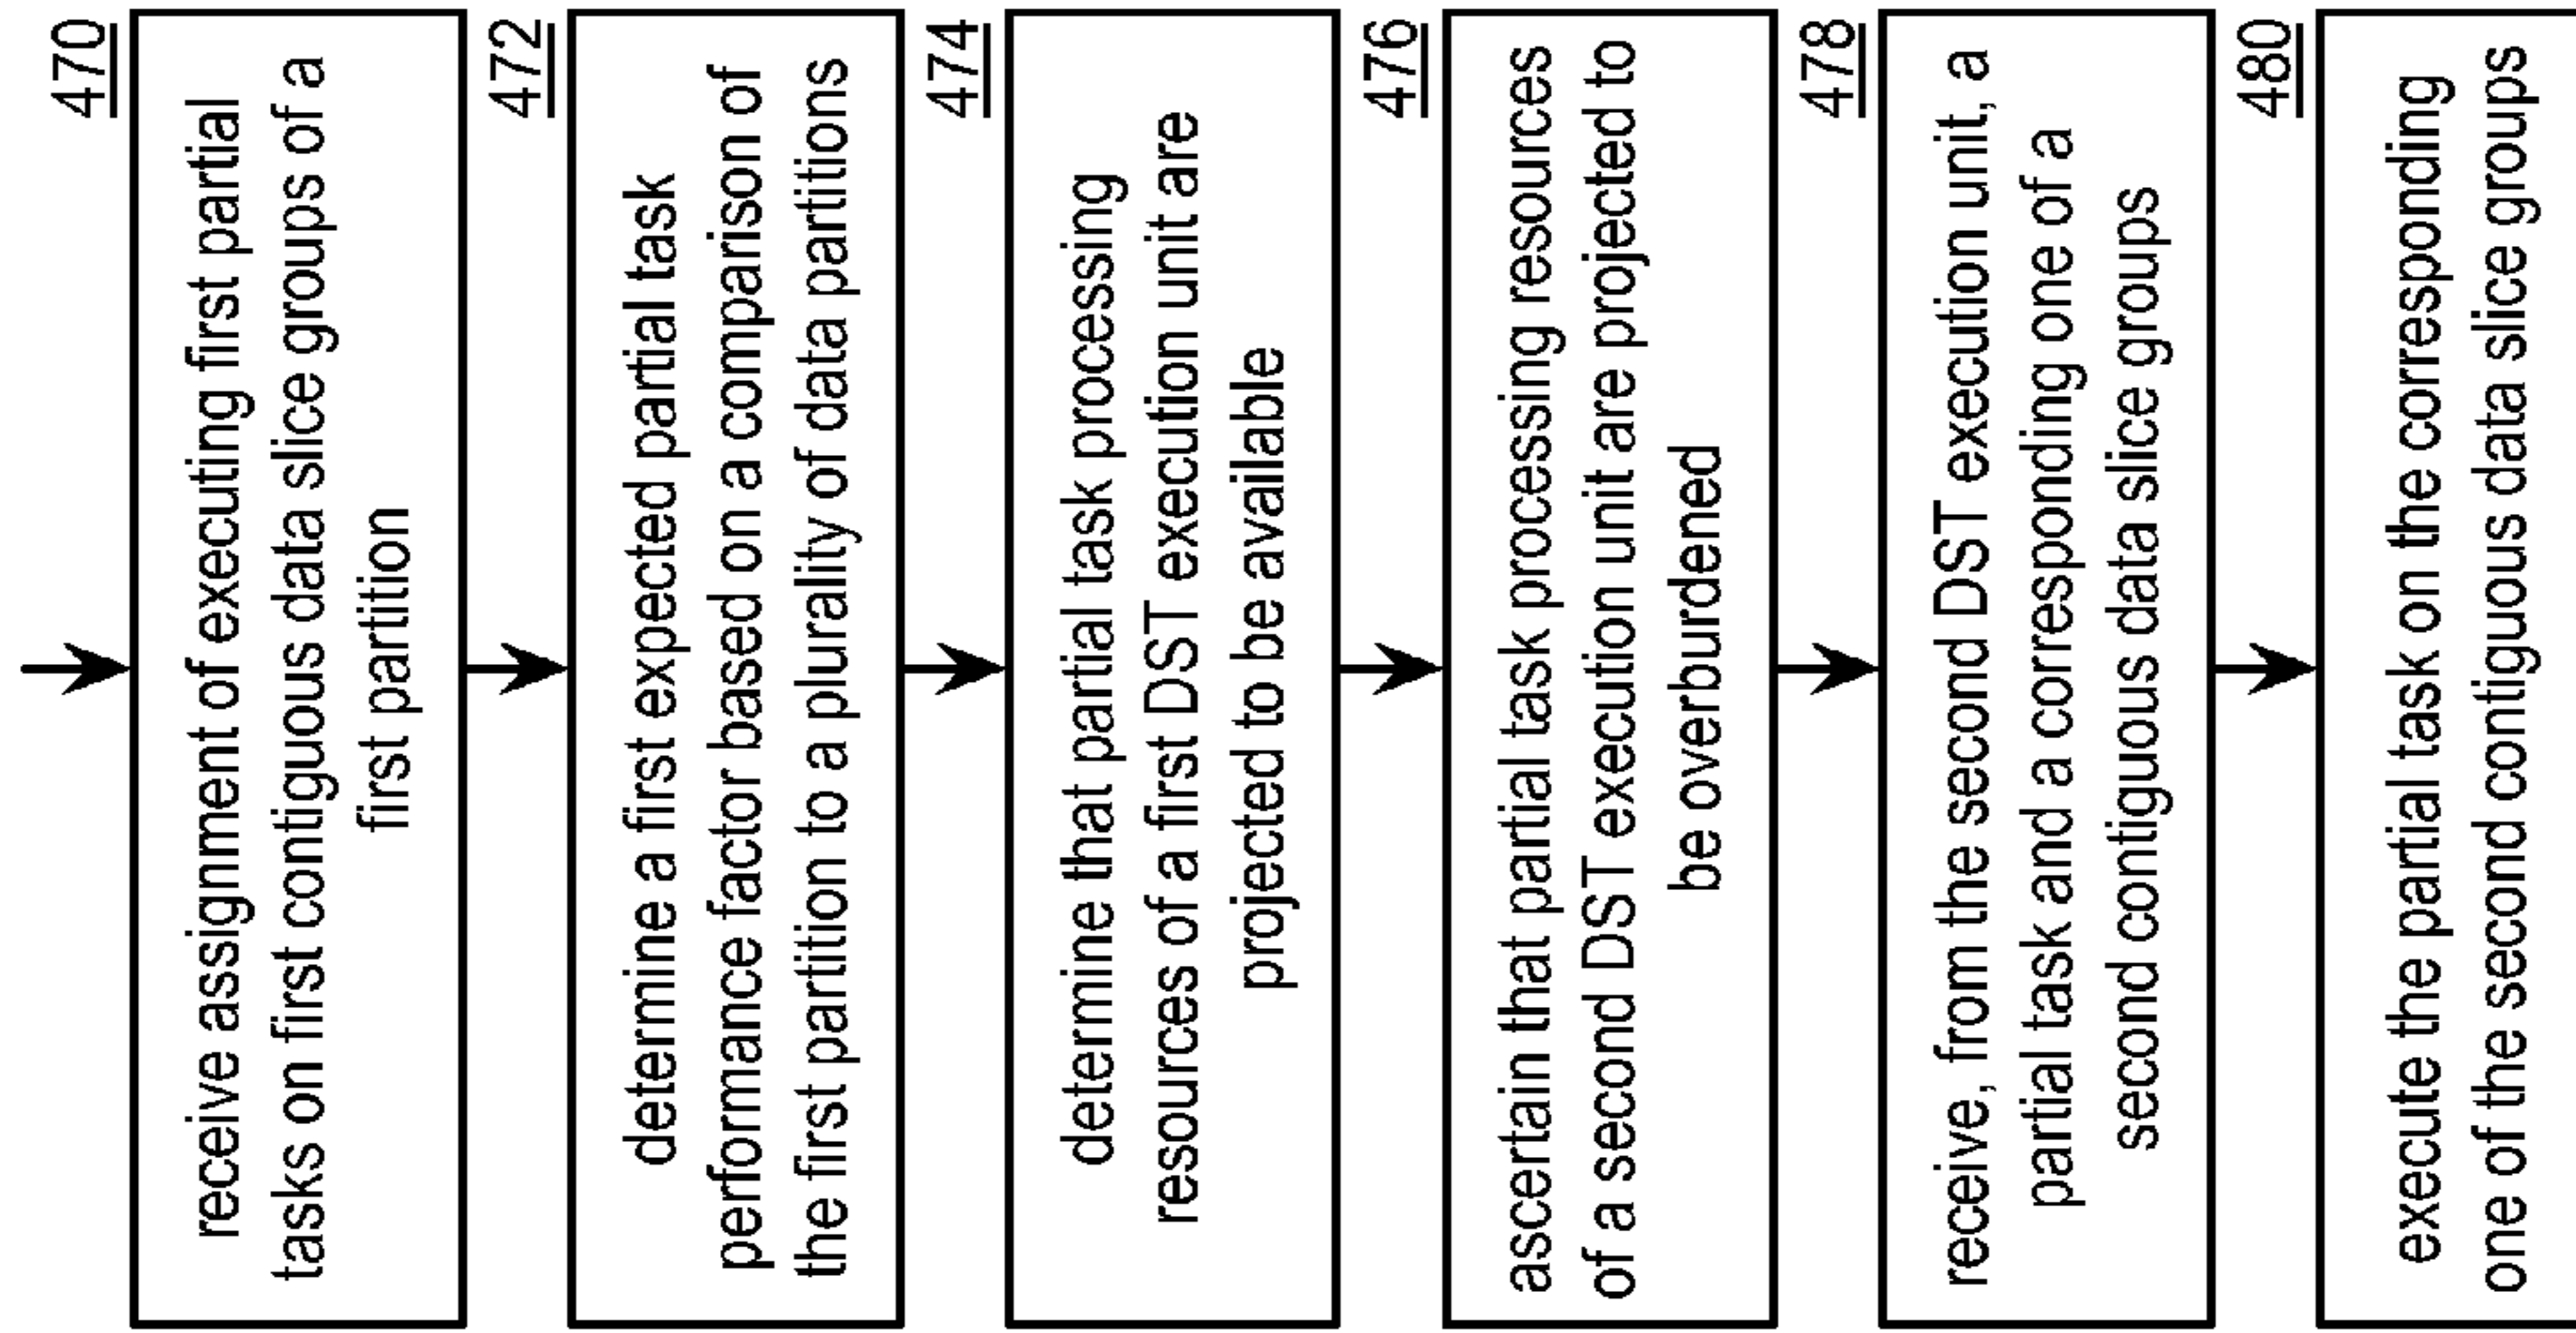 470
receive assignment of executing first partial
tasks on first contiguous data slice groups of a
first partition
472
determine a first expected partial task
performance factor based on a comparison of
the first partition to a plurality of data partitions
474
determine that partial task processing
resources of a first DST execution unit are
projected to be available
476
ascertain that partial task processing resources
of a second DST execution unit are projected to
be overburdened
478
receive, from the second DST execution unit, a
partial task and a corresponding one of a
second contiguous data slice groups
480
execute the partial task on the corresponding
one of the second contiguous data slice groups